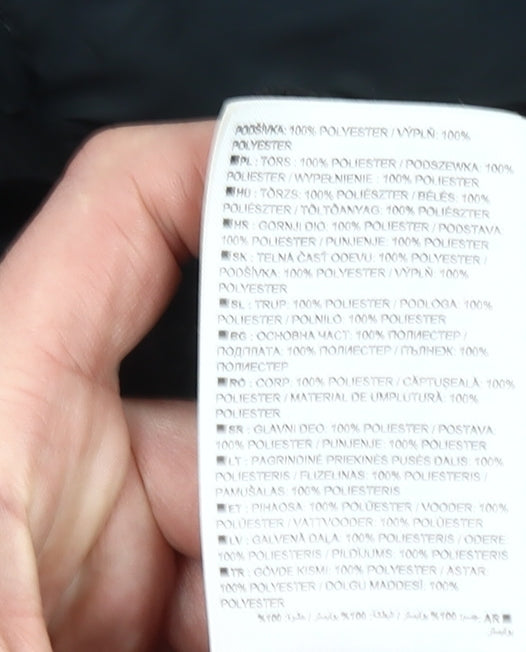 PODŠÍVKA: 100% POLYESTER / VÝPLŇ: 100%
POLYESTER
PL : TORS : 100% POLIESTER / PODSZEWKA: 100%
POLIESTER / WYPEŁNIENIE : 100% POLIESTER
HU : TÖRZS: 100% POLIÉSZTER / BÉLÉS: 100%
POLIÉSZTER / TÖLTŐANYAG: 100% POLIÉSZTER
HR : GORNJI DIO: 100% POLIESTER / PODSTAVA
100% POLIESTER / PUNJENJE: 100% POLIESTER
SK : TELNÁ ČASŤ ODEVU: 100% POLYESTER /
PODŠÍVKA: 100% POLYESTER / VÝPLŇ: 100%
POLYESTER
SL : TRUP: 100% POLIESTER / PODLOGA: 100%
POLIESTER / POLNILO: 100% POLIESTER
BG : ОСНОВНА ЧАСТ: 100% ПОЛИЕСТЕР /
ПОДПЛАТА: 100% ПОЛИЕСТЕР / ПЪЛНЕЖ: 100%
ПОЛИЕСТЕР
RO : CORP: 100% POLIESTER / CĂPTUȘEALĂ: 100%
POLIESTER / MATERIAL DE UMPLUTURĂ: 100%
POLIESTER
SR : GLAVNI DEO: 100% POLYESTER / POSTAVA
100% POLIESTER / PUNJENJE: 100% POLIESTER
LT : PAGRINDINĖ PRIEKINĖS PUSĖS DALIS: 100%
POLIESTERIS / FLIZELINAS: 100% POLIESTERIS /
PAMUŠALAS: 100% POLIESTERIS
ET : PIHAOSA: 100% POLÜESTER / VOODER: 100%
POLÜESTER / VATTVOODER: 100% POLÜESTER
LV : GALVENĀ DAĻA: 100% POLIESTERIS / ODERE:
100% POLIESTERIS / PILDĪJUMS: 100% POLIESTERIS
TR : GÖVDE KISMI: 100% POLYESTER / ASTAR:
100% POLYESTER / DOLGU MADDESİ: 100%
POLYESTER
AR 100% 100% 100%